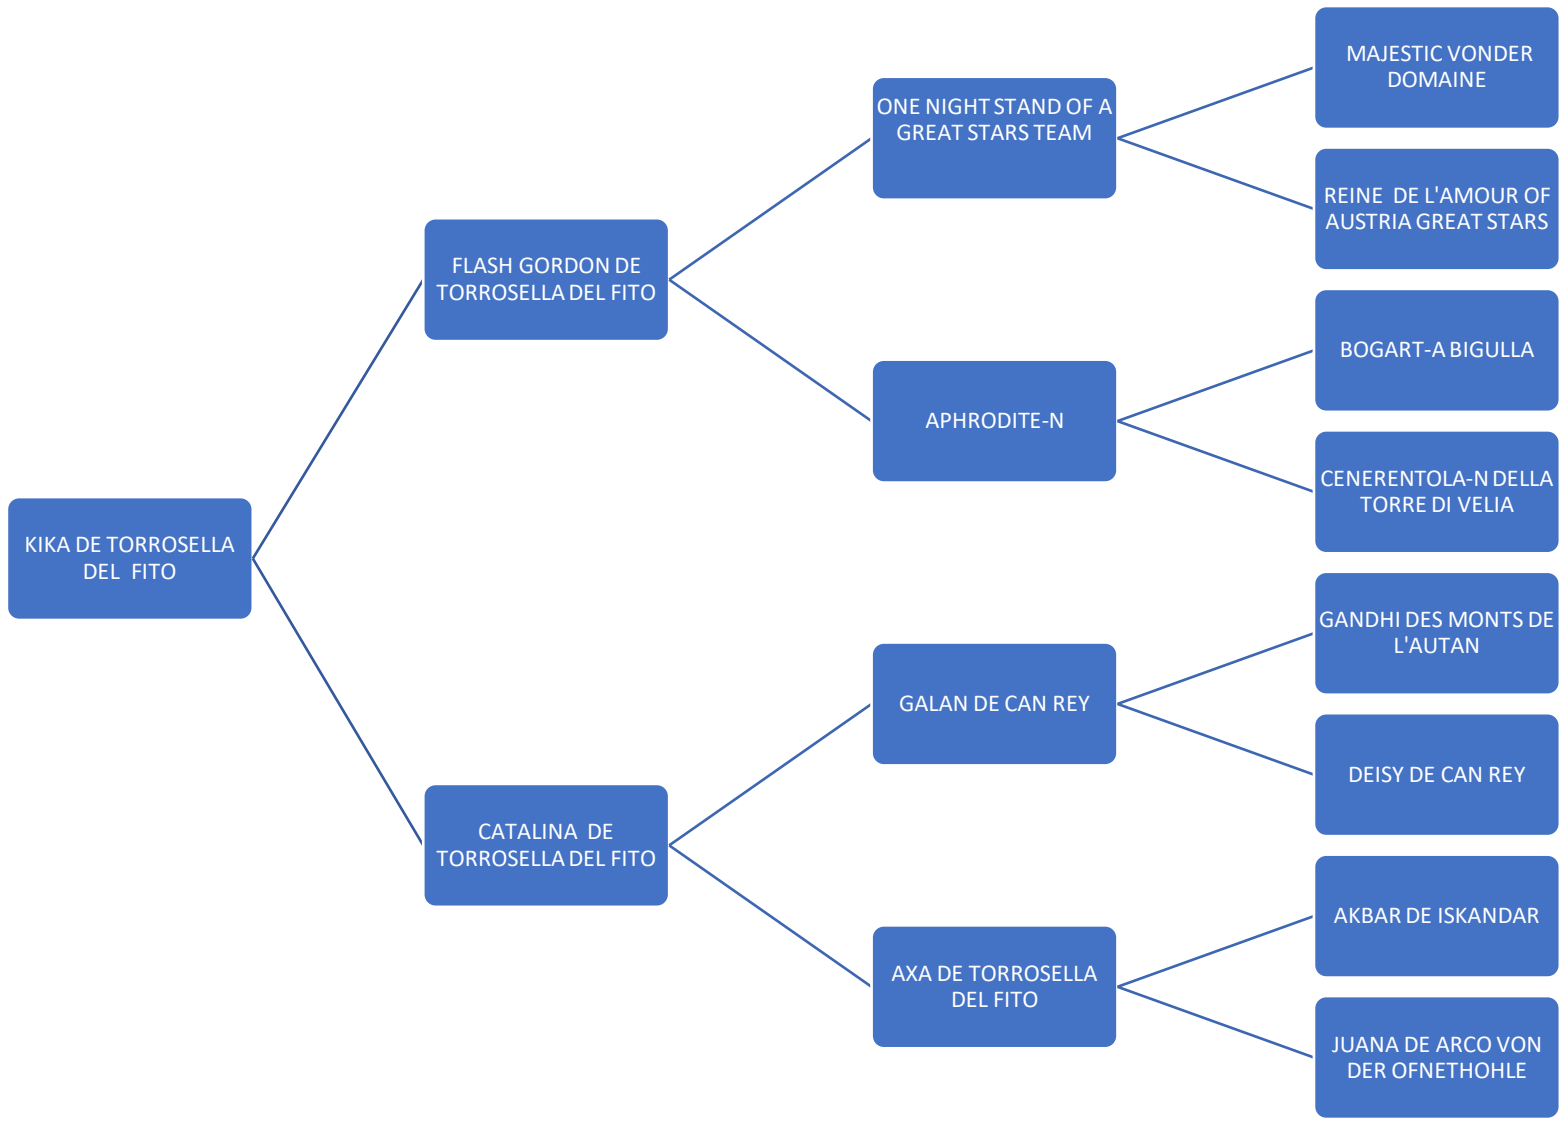 MAJESTIC VONDER
DOMAINE
ONE NIGHT STAND OF A
GREAT STARS TEAM
REINE  DE L'AMOUR OF
AUSTRIA GREAT STARS
FLASH GORDON DE
TORROSELLA DEL FITO
BOGART-A BIGULLA
APHRODITE-N
CENERENTOLA-N DELLA
TORRE DI VELIA
KIKA DE TORROSELLA
DEL  FITO
GANDHI DES MONTS DE
L'AUTAN
GALAN DE CAN REY
DEISY DE CAN REY
CATALINA  DE
TORROSELLA DEL FITO
AKBAR DE ISKANDAR
AXA DE TORROSELLA
DEL FITO
JUANA DE ARCO VON
DER OFNETHOHLE